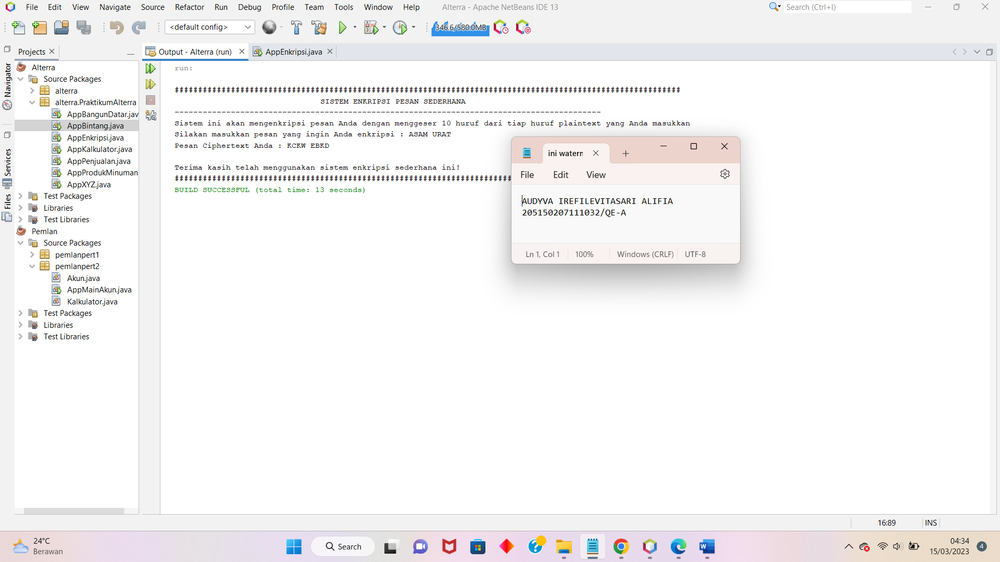 File Edit View Navigate Source Refactor Run Debug Profile Team Tools Window Help Alterra - Apache NetBeans IDE 13 Search (Ctrl+I)
<default config> 346.6/580.0MB
Projects Output - Alterra (run) AppEnkripsi.java
Navigator
Services
Files
Alterra
Source Packages
alterra
alterra.PraktikumAlterra
AppBangunDatar.jav
AppBintang.java
AppEnkripsi.java
AppKalkulator.java
AppPenjualan.java
AppProdukMinuman
AppXYZ.java
Test Packages
Libraries
Test Libraries
Pemlan
Source Packages
pemlanpert1
pemlanpert2
Akun.java
AppMainAkun.java
Kalkulator.java
Test Packages
Libraries
Test Libraries
run:
############################################################################################################
SISTEM ENKRIPSI PESAN SEDERHANA
-------------------------------------------------------------------------------------------
Sistem ini akan mengenkripsi pesan Anda dengan menggeser 10 huruf dari tiap huruf plaintext yang Anda masukkan
Silakan masukkan pesan yang ingin Anda enkripsi : ASAM URAT
Pesan Ciphertext Anda : KCKW EBKD
Terima kasih telah menggunakan sistem enkripsi sederhana ini!
########################################################################
BUILD SUCCESSFUL (total time: 13 seconds)
ini watern
File Edit View
AUDYVA IREFILEVITASARI ALIFIA
205150207111032/QE-A
Ln 1, Col 1 100% Windows (CRLF) UTF-8
16:89 INS
24°C
Berawan
Search
04:34
15/03/2023
4